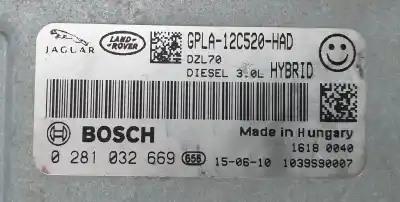 JAGUAR
LAND-
ROVER
GPLA-12C520-HAD
DZL70
DIESEL 3.0L HYBRID
BOSCH
Made in Hungary
1618 0040
0 281 032 669 65B 15-06-10 1039S90007